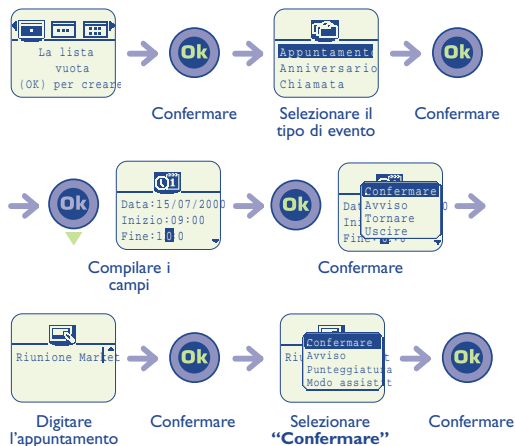 La lista
vuota
(OK) per creare
Ok
Appuntamento
Anniversario
Chiamata
Ok
Confermare
Selezionare il
tipo di evento
Confermare
Ok
Data:15/07/2000
Inizio:09:00
Fine:10:0
Ok
Confermare
Avviso
Tornare
Uscire
Compilare i
campi
Confermare
Riunione Market
Ok
Confermare
Avviso
Punteggiatura
Modo assistit
Ok
Digitare
l'appuntamento
Confermare
Selezionare
"Confermare"
Confermare